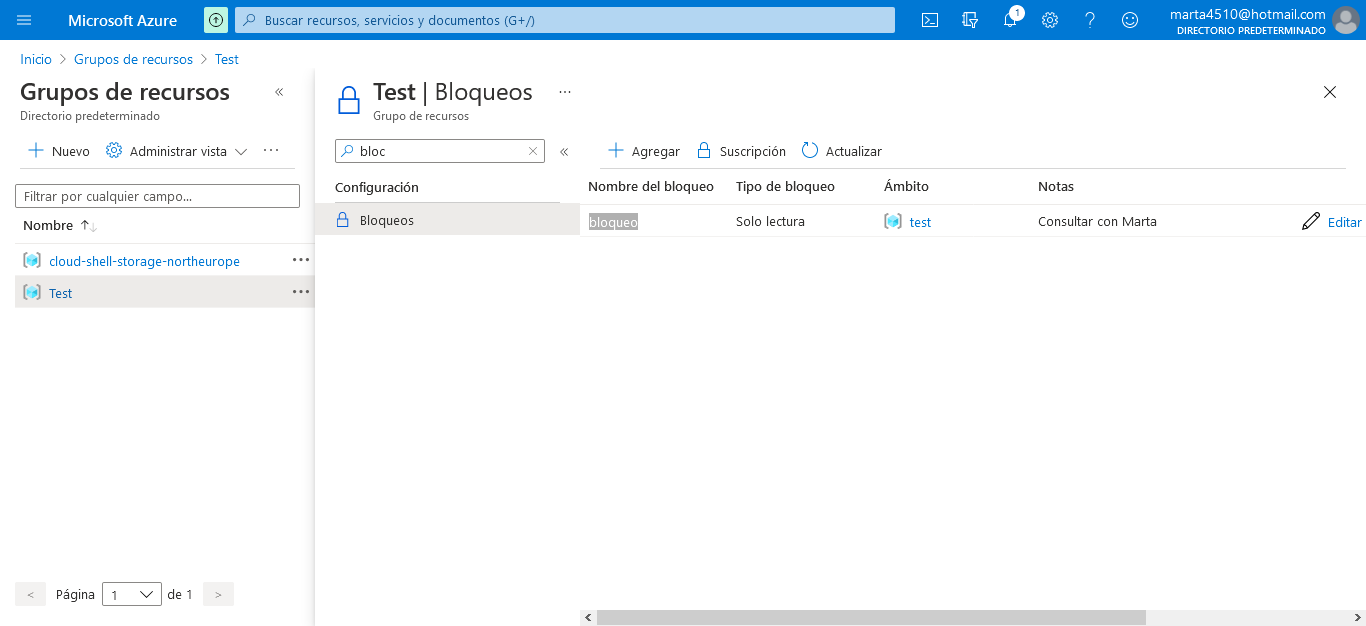 Microsoft Azure
Buscar recursos, servicios y documentos (G+/)
1
marta4510@hotmail.com
DIRECTORIO PREDETERMINADO
Inicio > Grupos de recursos > Test
Grupos de recursos
Directorio predeterminado
Nuevo Administrar vista
Filtrar por cualquier campo...
Nombre
cloud-shell-storage-northeurope
Test
< Página 1 de 1 >
Test | Bloqueos
Grupo de recursos
bloc
Configuración
Bloqueos
Agregar Suscripción Actualizar
Nombre del bloqueo Tipo de bloqueo Ámbito Notas
bloqueo Solo lectura test Consultar con Marta Editar